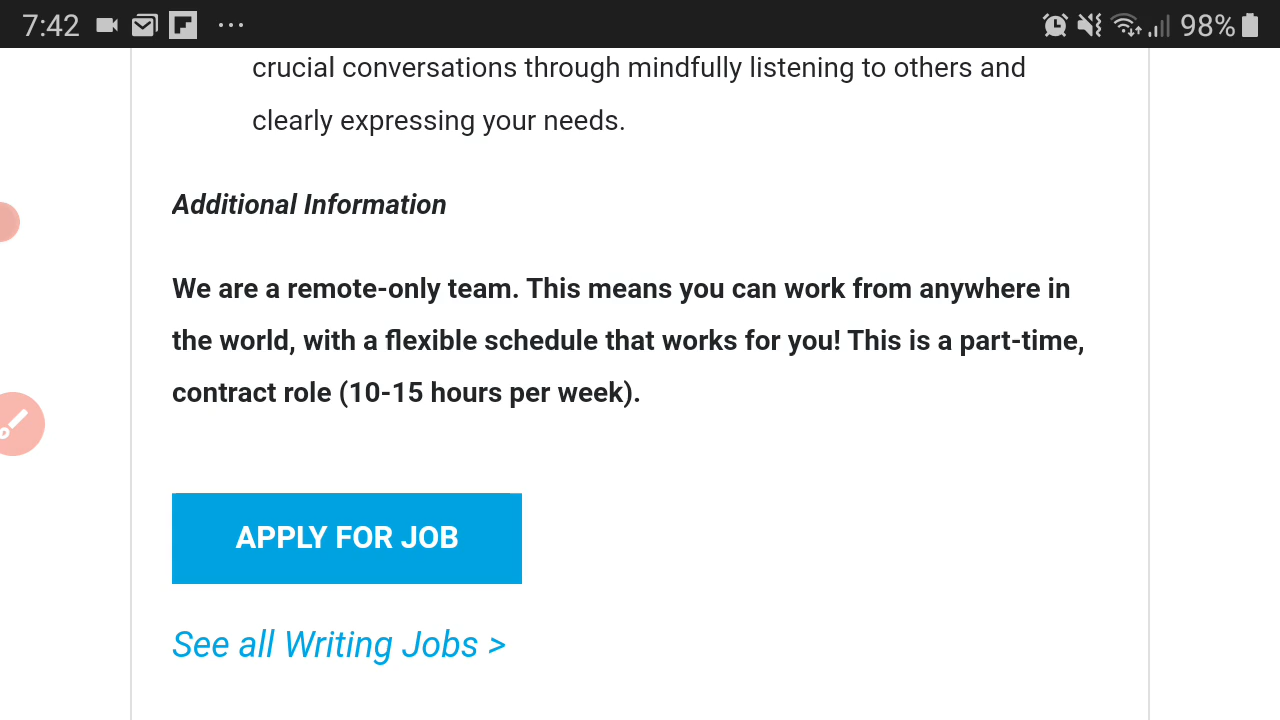 7:42 98%
crucial conversations through mindfully listening to others and
clearly expressing your needs.
Additional Information
We are a remote-only team. This means you can work from anywhere in
the world, with a flexible schedule that works for you! This is a part-time,
contract role (10-15 hours per week).
APPLY FOR JOB
See all Writing Jobs >